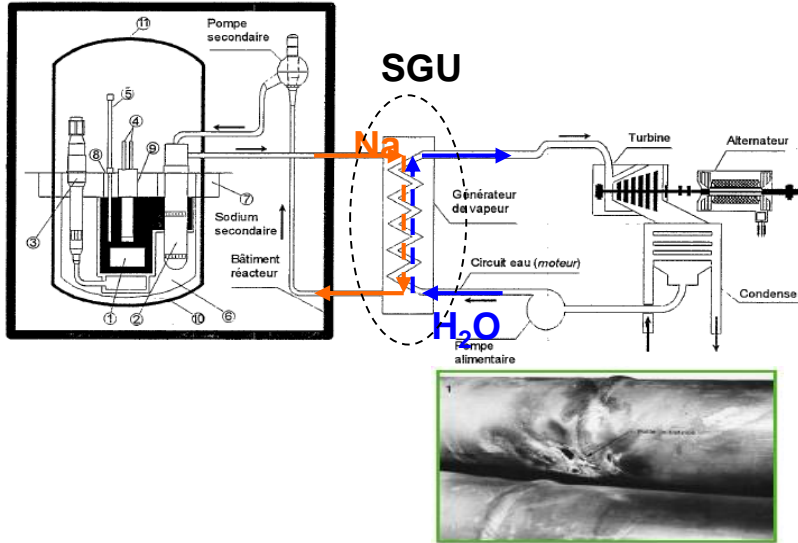 ⑪
Pompe
secondaire
SGU
⑤
④
Na
Turbine
Alternateur
⑧
⑨
⑦
Générateur
de vapeur
③
Sodium
secondaire
Circuit eau (moteur)
Bâtiment
réacteur
Condense
①
②
⑩
⑥
H₂O
Pompe
alimentaire
1